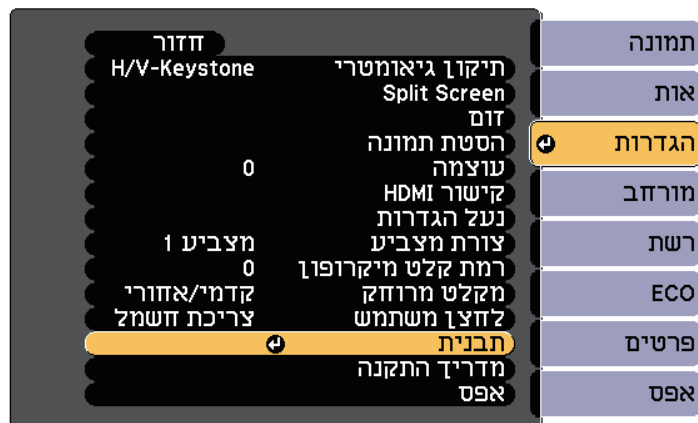 תמונה
אות
הגדרות
מורחב
רשת
ECO
פרטים
אפס
חזור
תיקון גיאומטרי H/V-Keystone
Split Screen
זום
הסטת תמונה
עוצמה 0
קישור HDMI
נעל הגדרות
צורת מצביע מצביע 1
רמת קלט מיקרופון 0
מקלט מרוחק קדמי/אחורי
לחצן משתמש צריכת חשמל
תבנית
מדריך התקנה
אפס